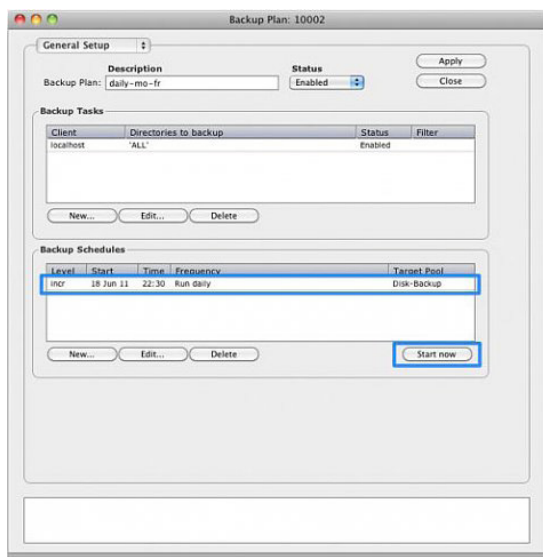 Backup Plan: 10002
General Setup
Description Status
Apply
Backup Plan: daily-mo-fr Enabled
Close
Backup Tasks
Client Directories to backup Status Filter
localhost 'ALL' Enabled
New... Edit... Delete
Backup Schedules
Level Start Time Frequency Target Pool
incr 18 Jun 11 22:30 Run daily Disk-Backup
New... Edit... Delete Start now